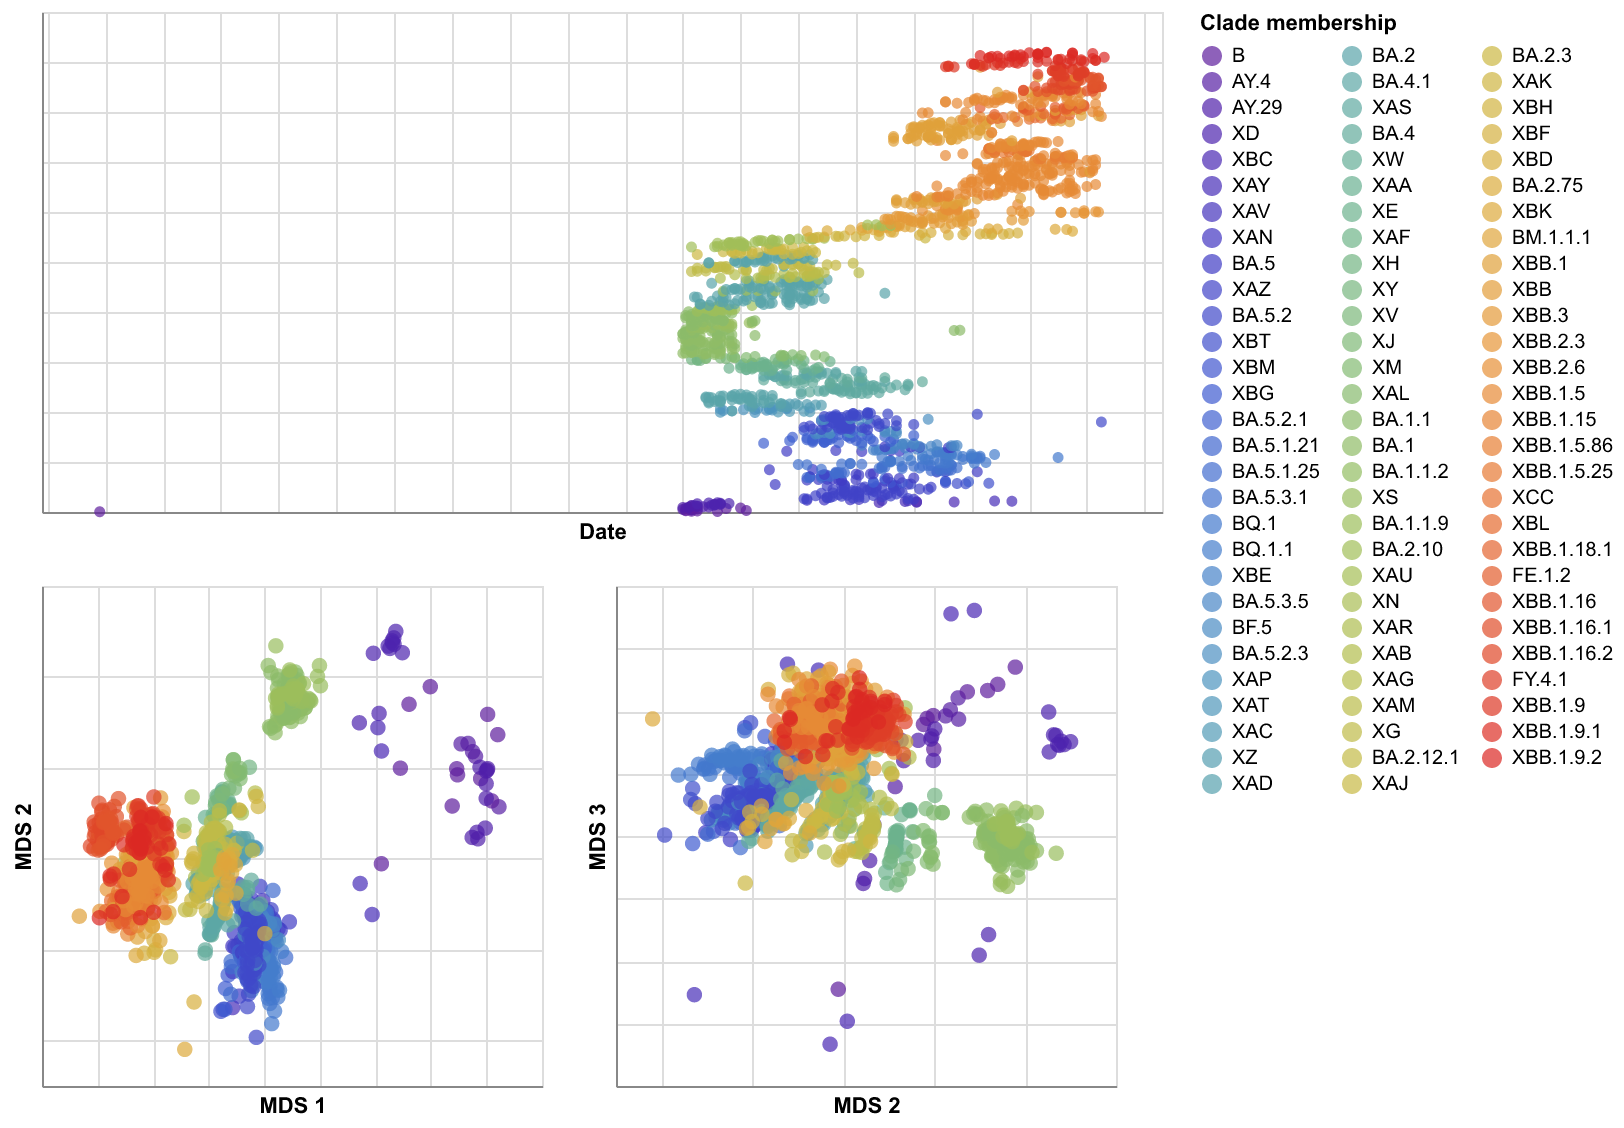 Clade membership
B
AY.4
AY.29
XD
XBC
XAY
XAV
XAN
BA.5
XAZ
BA.5.2
XBT
XBM
XBG
BA.5.2.1
BA.5.1.21
BA.5.1.25
BA.5.3.1
BQ.1
BQ.1.1
XBE
BA.5.3.5
BF.5
BA.5.2.3
XAP
XAT
XAC
XZ
XAD
BA.2
BA.4.1
XAS
BA.4
XW
XAA
XE
XAF
XH
XY
XV
XJ
XM
XAL
BA.1.1
BA.1
BA.1.1.2
XS
BA.1.1.9
BA.2.10
XAU
XN
XAR
XAB
XAG
XAM
XG
BA.2.12.1
XAJ
BA.2.3
XAK
XBH
XBF
XBD
BA.2.75
XBK
BM.1.1.1
XBB.1
XBB
XBB.3
XBB.2.3
XBB.2.6
XBB.1.5
XBB.1.15
XBB.1.5.86
XBB.1.5.25
XCC
XBL
XBB.1.18.1
FE.1.2
XBB.1.16
XBB.1.16.1
XBB.1.16.2
FY.4.1
XBB.1.9
XBB.1.9.1
XBB.1.9.2
Date
MDS 2
MDS 1
MDS 3
MDS 2